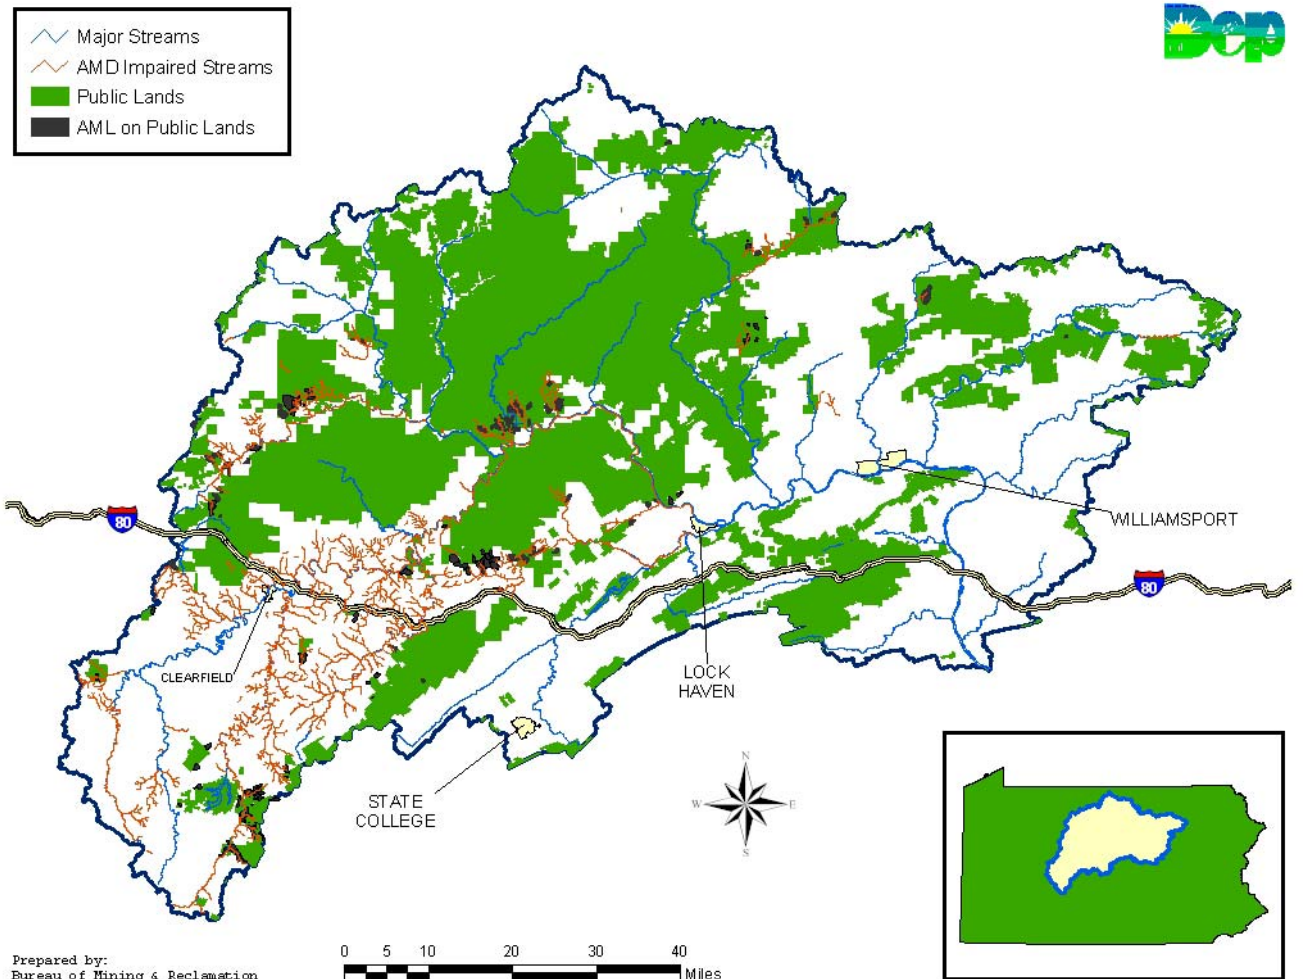 Major Streams
AMD Impaired Streams
Public Lands
AML on Public Lands
Dep
80
WILLIAMSPORT
80
CLEARFIELD
LOCK
HAVEN
STATE
COLLEGE
N
W E
S
Prepared by:
Bureau of Mining & Reclamation
0 5 10 20 30 40
Miles